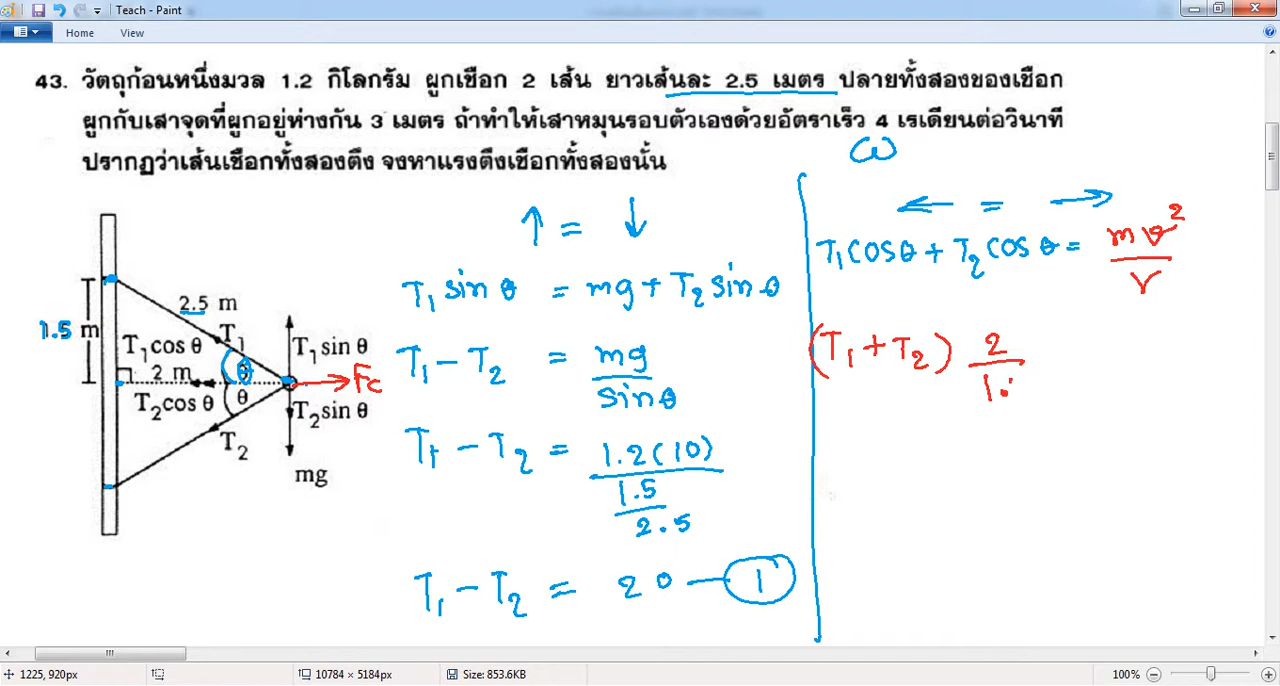 Teach - Paint
Home View
43. วัตถุก้อนหนึ่งมวล 1.2 กิโลกรัม ผูกเชือก 2 เส้น ยาวเส้นละ 2.5 เมตร ปลายทั้งสองของเชือก
ผูกกับเสาจุดที่ผูกอยู่ห่างกัน 3 เมตร ถ้าทำให้เสาหมุนรอบตัวเองด้วยอัตราเร็ว 4 เรเดียนต่อวินาที
ปรากฏว่าเส้นเชือกทั้งสองตึง จงหาแรงตึงเชือกทั้งสองนั้น
ω
2.5 m
1.5 m
T₁
T₁cos θ
T₁sin θ
θ
2 m
Fc
T₂cos θ
θ
T₂sin θ
T₂
mg
↑ = ↓
T₁ sin θ = mg + T₂ sin θ
T₁ - T₂ = mg / sin θ
T₁ - T₂ = 1.2(10) / (1.5 / 2.5)
T₁ - T₂ = 20 — ①
← = →
T₁cosθ + T₂ cos θ = mv² / r
(T₁ + T₂) 2 / 1.
1225, 920px
10784 × 5184px
Size: 893.6KB
100%